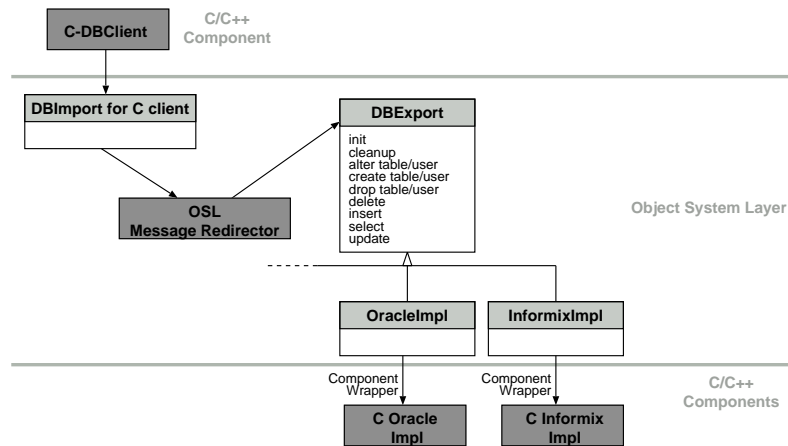 C-DBClient
C/C++
Component
DBImport for C client
DBExport
init
cleanup
alter table/user
create table/user
drop table/user
delete
insert
select
update
OSL
Message Redirector
Object System Layer
OracleImpl
InformixImpl
Component
Wrapper
Component
Wrapper
C/C++
Components
C Oracle
Impl
C Informix
Impl